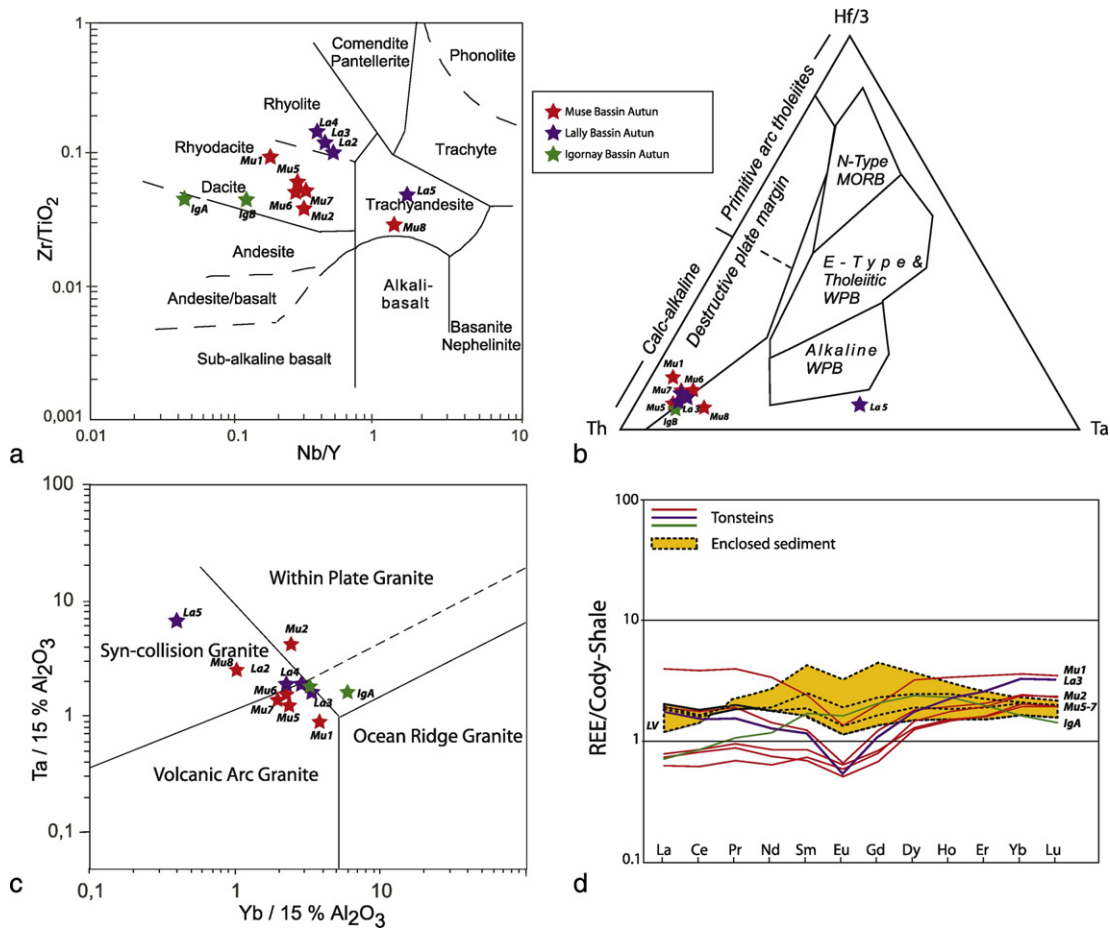 1
0.1
0.01
0,001
0.01
0.1
1
10
Zr/TiO2
Nb/Y
a
Comendite
Pantellerite
Phonolite
Rhyolite
La4
La3
La2
Rhyodacite
Mu1
Mu5
Trachyte
Dacite
IgA
IgB
Mu6
Mu7
Mu2
La5
Trachyandesite
Mu8
Andesite
Andesite/basalt
Alkali-
basalt
Sub-alkaline basalt
Basanite
Nephelinite
Muse Bassin Autun
Lally Bassin Autun
Igornay Bassin Autun
Hf/3
Th
Ta
b
Primitive arc tholeiites
Calc-alkaline
Destructive plate margin
N-Type
MORB
E - Type &
Tholeiitic
WPB
Alkaline
WPB
Mu1
Mu6
Mu7
Mu5
La 3
Mu8
IgB
La 5
100
10
1
0,1
0,1
1
10
100
Ta / 15 % Al2O3
Yb / 15 % Al2O3
c
Within Plate Granite
La5
Mu2
Syn-collision Granite
Mu8
La2
La4
Mu6
La3
IgA
Mu7
Mu5
Mu1
Ocean Ridge Granite
Volcanic Arc Granite
100
10
1
0.1
REE/Cody-Shale
d
Tonsteins
Enclosed sediment
LV
Mu1
La3
Mu2
Mu5-7
IgA
La Ce Pr Nd Sm Eu Gd Dy Ho Er Yb Lu